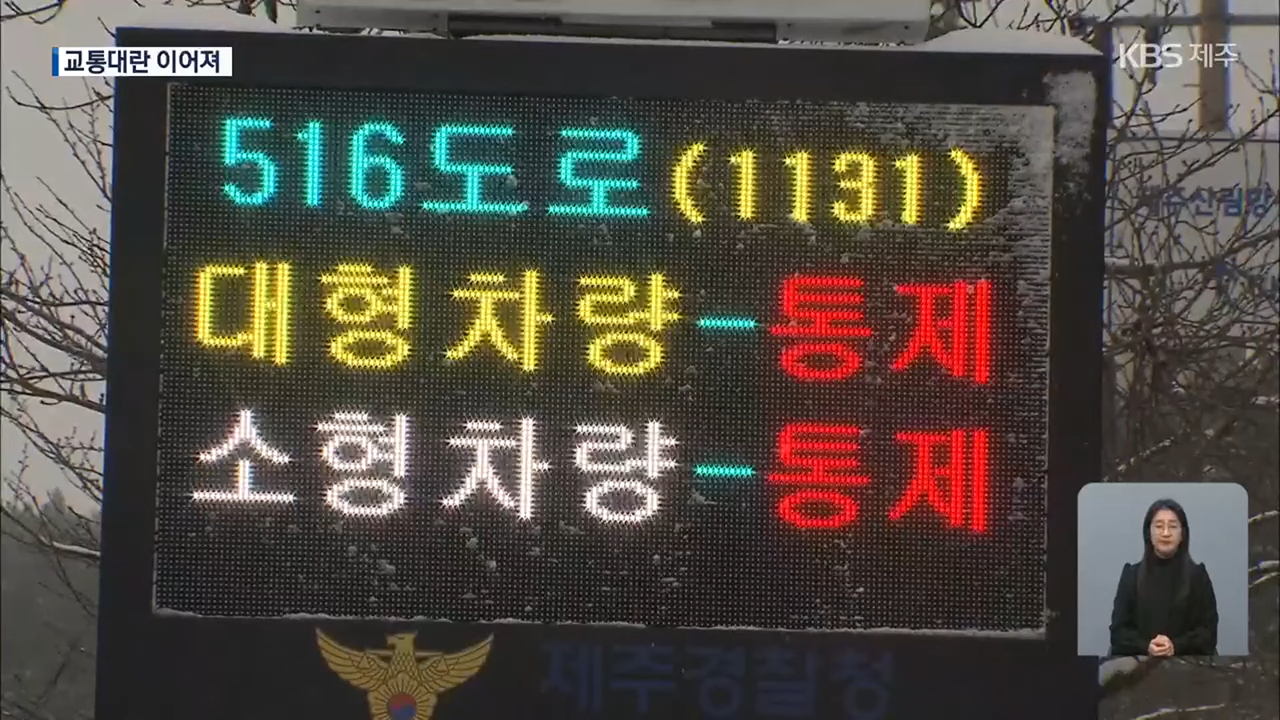 교통대란 이어져
KBS 제주
516도로(1131)
대형차량-통제
소형차량-통제
제주경찰청